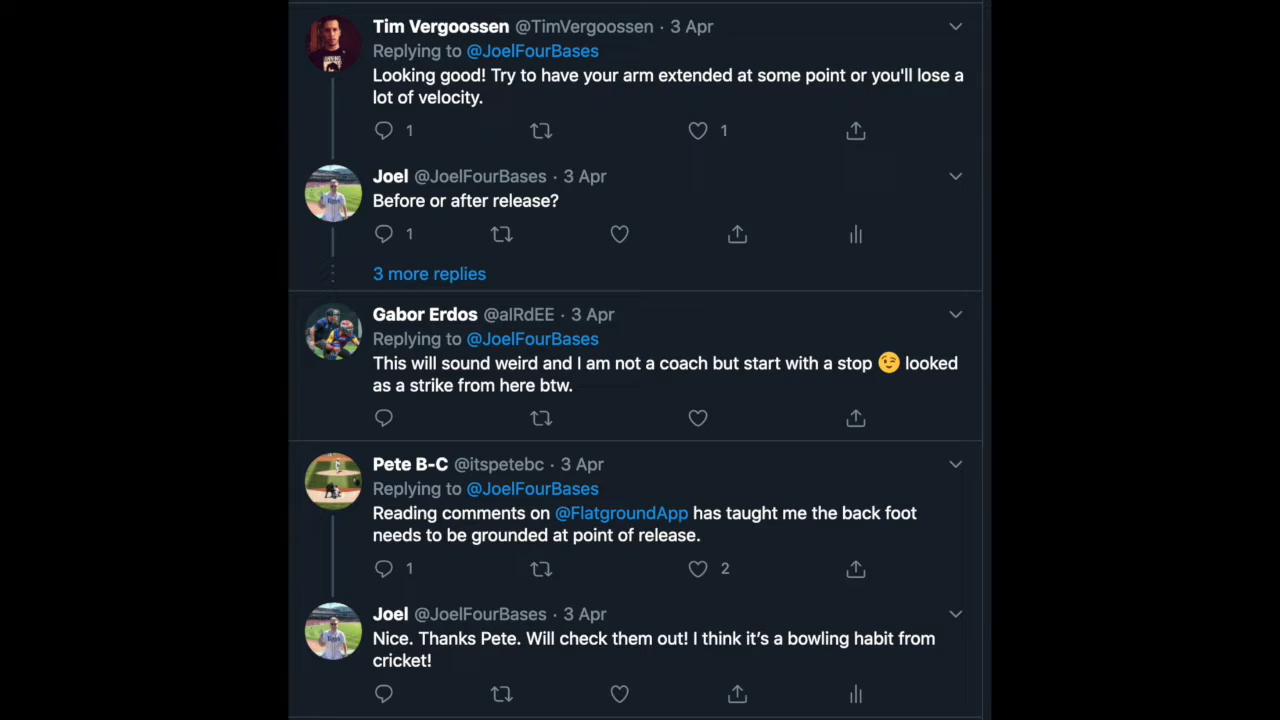 Tim Vergoossen @TimVergoossen · 3 Apr
Replying to @JoelFourBases
Looking good! Try to have your arm extended at some point or you'll lose a
lot of velocity.
1 1
Joel @JoelFourBases · 3 Apr
Before or after release?
1
3 more replies
Gabor Erdos @alRdEE · 3 Apr
Replying to @JoelFourBases
This will sound weird and I am not a coach but start with a stop 😉 looked
as a strike from here btw.
Pete B-C @itspetebc · 3 Apr
Replying to @JoelFourBases
Reading comments on @FlatgroundApp has taught me the back foot
needs to be grounded at point of release.
1 2
Joel @JoelFourBases · 3 Apr
Nice. Thanks Pete. Will check them out! I think it’s a bowling habit from
cricket!